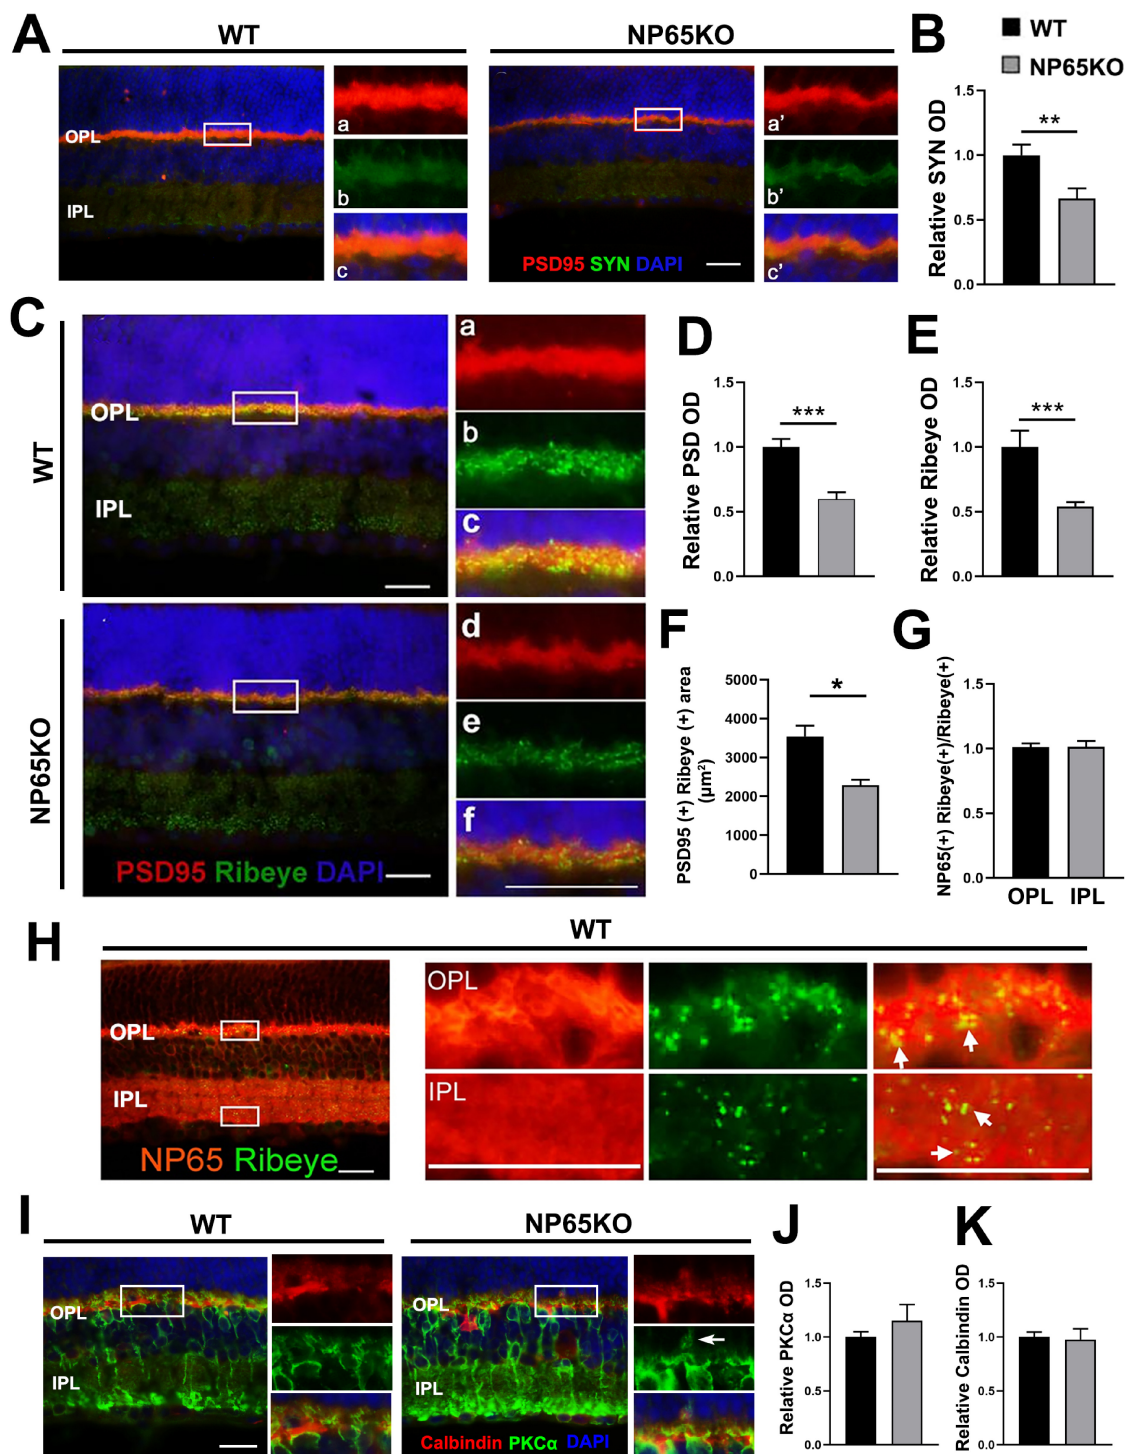 A
WT
NP65KO
OPL
IPL
a
b
c
a'
b'
c'
PSD95 SYN DAPI
B
WT
NP65KO
Relative SYN OD
1.5
1.0
0.5
0.0
**
C
WT
OPL
IPL
a
b
c
NP65KO
PSD95 Ribeye DAPI
d
e
f
D
Relative PSD OD
1.5
1.0
0.5
0.0
***
E
Relative Ribeye OD
1.5
1.0
0.5
0.0
***
F
PSD95 (+) Ribeye (+) area
(μm²)
5000
4000
3000
2000
1000
0
*
G
NP65(+) Ribeye(+)/Ribeye(+)
1.5
1.0
0.5
0.0
OPL IPL
H
WT
OPL
IPL
NP65 Ribeye
OPL
IPL
I
WT
NP65KO
OPL
IPL
OPL
IPL
Calbindin PKCα DAPI
J
Relative PKCα OD
1.5
1.0
0.5
0.0
K
Relative Calbindin OD
1.5
1.0
0.5
0.0